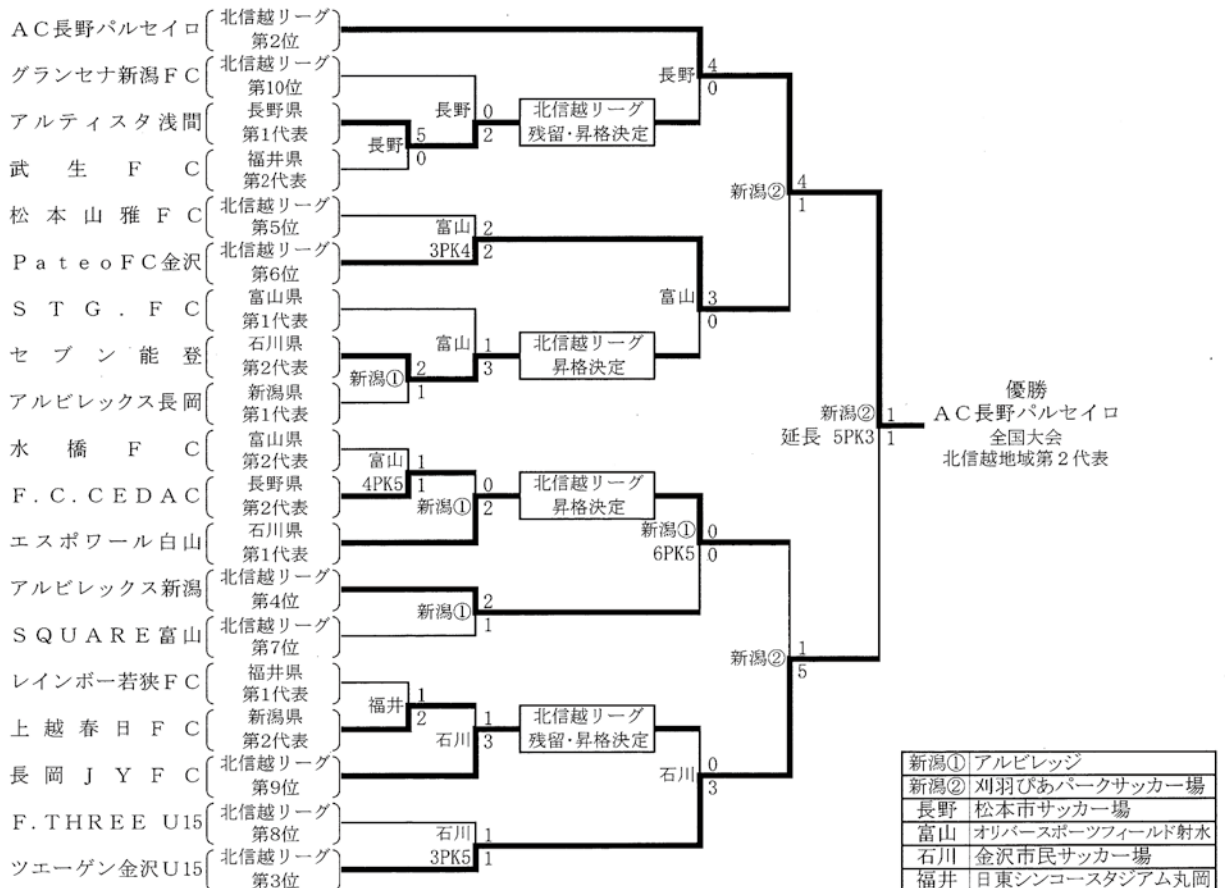 AC長野パルセイロ 北信越リーグ
第2位
グランセナ新潟FC 北信越リーグ
第10位
アルティスタ浅間 長野県
第1代表
武生FC 福井県
第2代表
松本山雅FC 北信越リーグ
第5位
PateoFC金沢 北信越リーグ
第6位
STG.FC 富山県
第1代表
セブン能登 石川県
第2代表
アルビレックス長岡 新潟県
第1代表
水橋FC 富山県
第2代表
F.C.CEDAC 長野県
第2代表
エスポワール白山 石川県
第1代表
アルビレックス新潟 北信越リーグ
第4位
SQUARE富山 北信越リーグ
第7位
レインボー若狭FC 福井県
第1代表
上越春日FC 新潟県
第2代表
長岡JYFC 北信越リーグ
第9位
F.THREE U15 北信越リーグ
第8位
ツエーゲン金沢U15 北信越リーグ
第3位
長野 5
0
長野 0
2
北信越リーグ
残留・昇格決定
長野 4
0
富山 2
3PK4 2
新潟① 2
1
富山 1
3
北信越リーグ
昇格決定
富山 3
0
新潟② 4
1
富山 1
4PK5 1
新潟① 0
2
北信越リーグ
昇格決定
新潟① 2
1
新潟① 0
6PK5 0
福井 1
2
石川 1
3
北信越リーグ
残留・昇格決定
石川 1
3PK5 1
石川 0
3
新潟② 1
5
新潟② 1
延長 5PK3 1
優勝
AC長野パルセイロ
全国大会
北信越地域第2代表
新潟① アルビレッジ
新潟② 刈羽ぴあパークサッカー場
長野 松本市サッカー場
富山 オリバースポーツフィールド射水
石川 金沢市民サッカー場
福井 日東シンコースタジアム丸岡